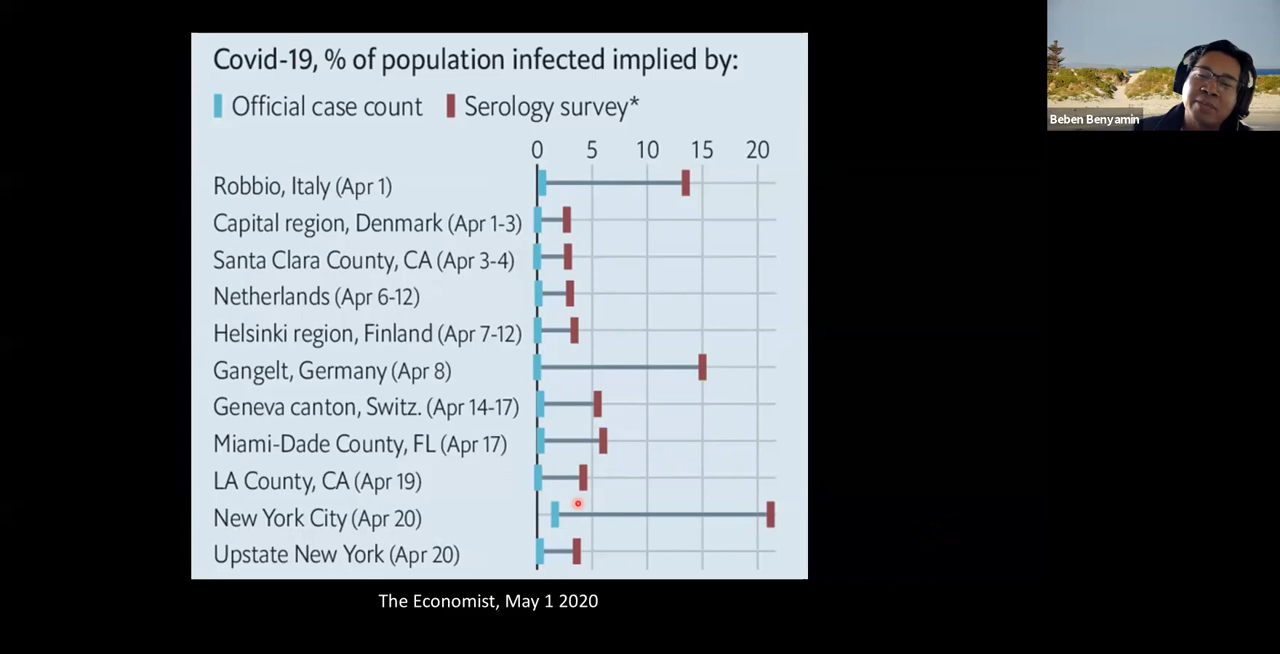 Covid-19, % of population infected implied by:
Official case count Serology survey*
0 5 10 15 20
Robbio, Italy (Apr 1)
Capital region, Denmark (Apr 1-3)
Santa Clara County, CA (Apr 3-4)
Netherlands (Apr 6-12)
Helsinki region, Finland (Apr 7-12)
Gangelt, Germany (Apr 8)
Geneva canton, Switz. (Apr 14-17)
Miami-Dade County, FL (Apr 17)
LA County, CA (Apr 19)
New York City (Apr 20)
Upstate New York (Apr 20)
The Economist, May 1 2020
Beben Benyamin